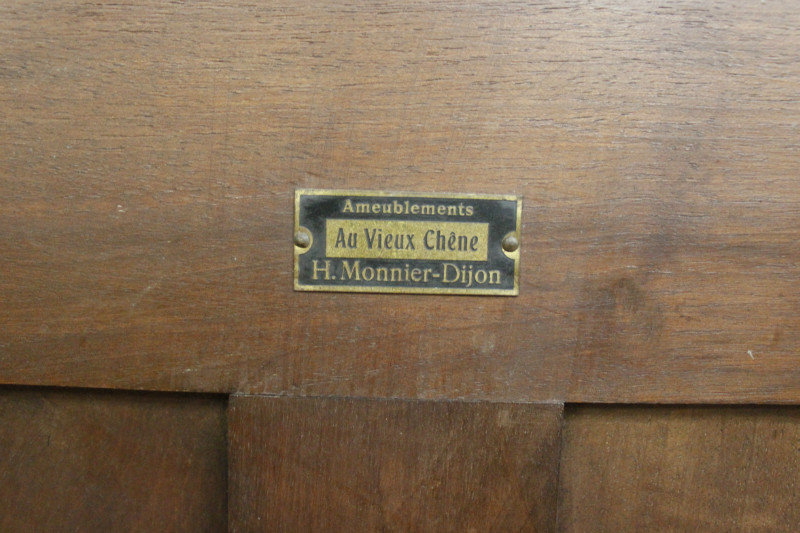 Ameublements
Au Vieux Chêne
H. Monnier-Dijon